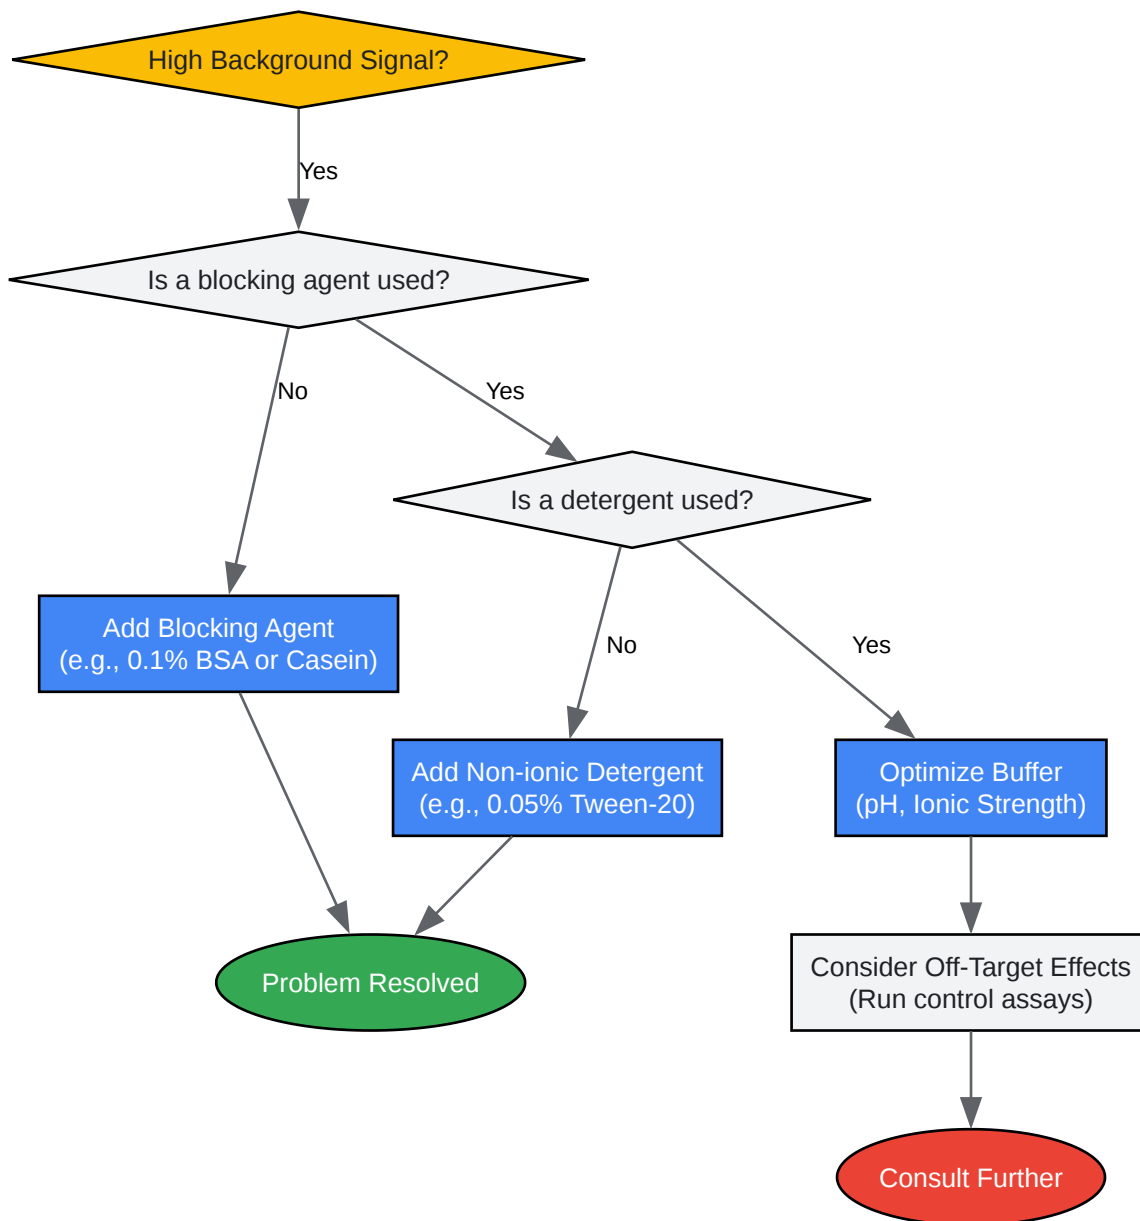 High Background Signal?
Yes
Is a blocking agent used?
No
Yes
Is a detergent used?
Add Blocking Agent
(e.g., 0.1% BSA or Casein)
No
Yes
Add Non-ionic Detergent
(e.g., 0.05% Tween-20)
Optimize Buffer
(pH, Ionic Strength)
Problem Resolved
Consider Off-Target Effects
(Run control assays)
Consult Further